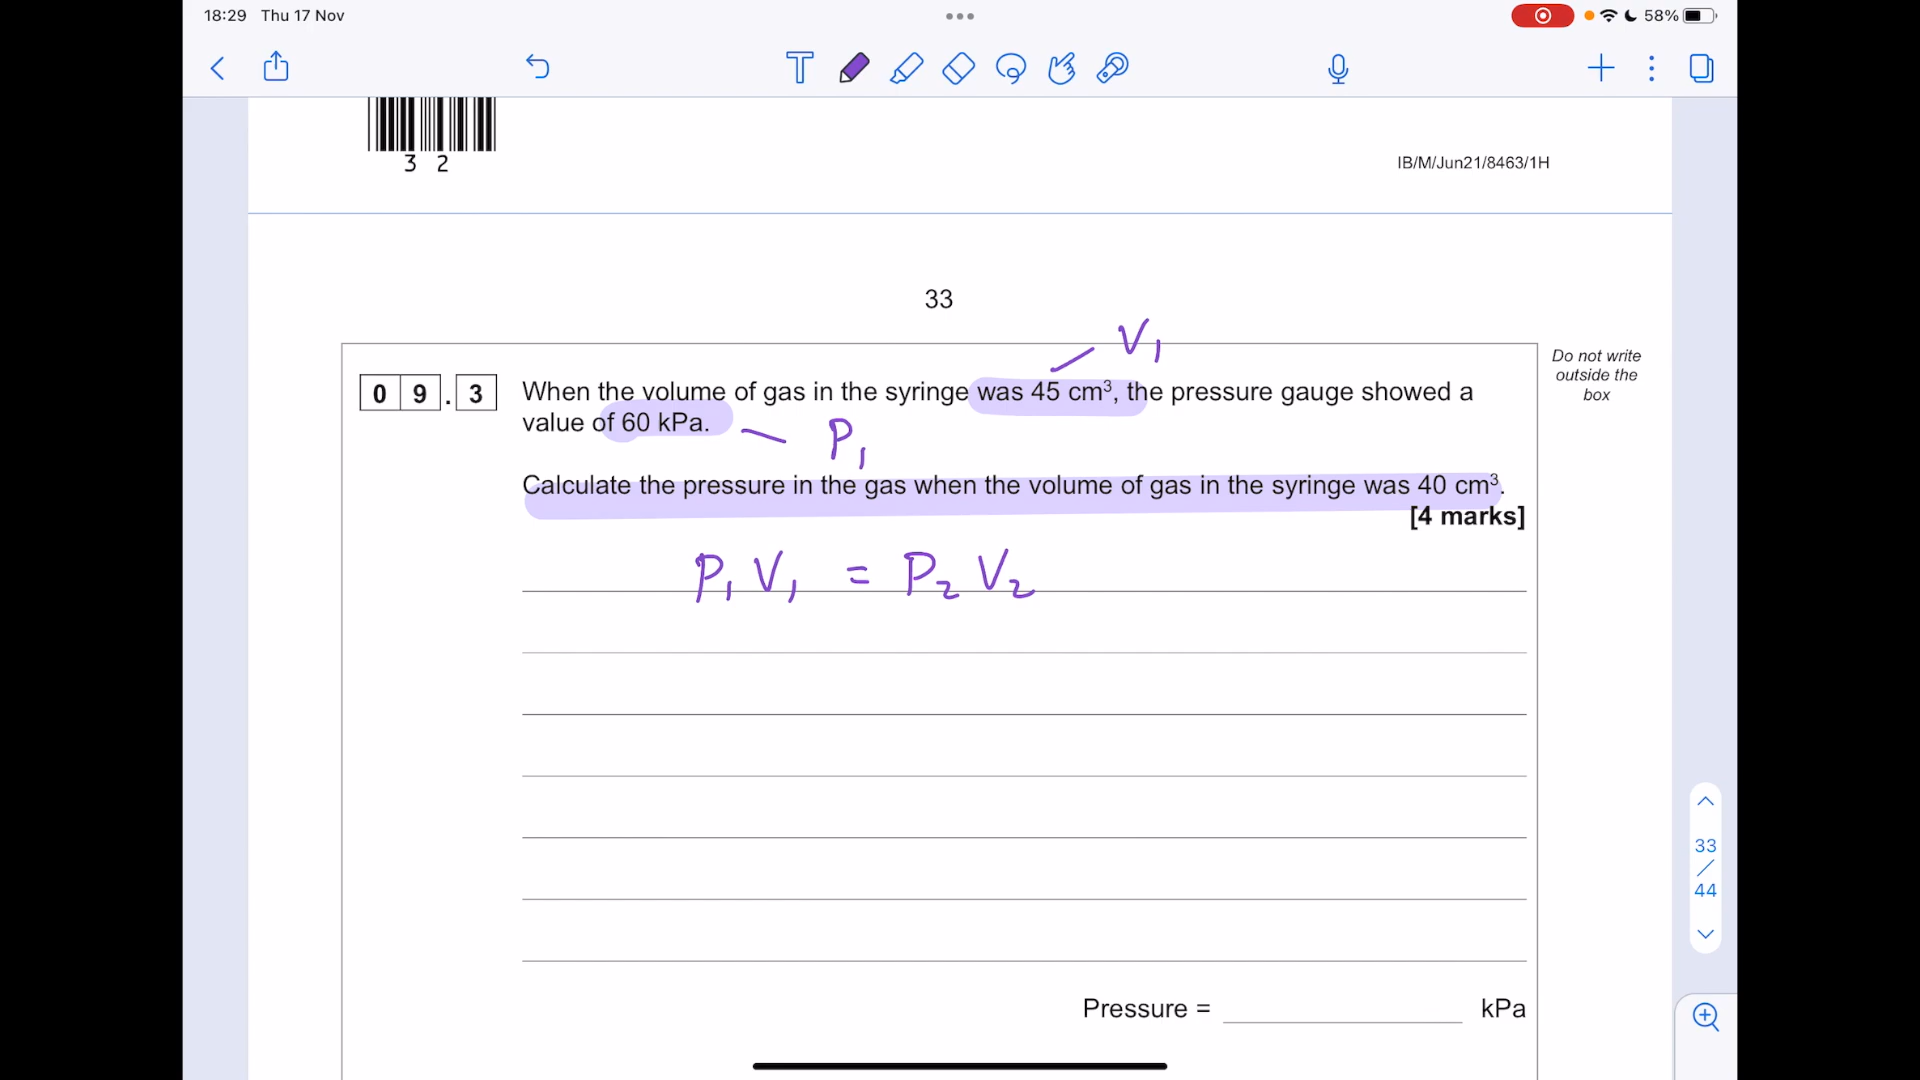 18:29 Thu 17 Nov
58%
3 2
IB/M/Jun21/8463/1H
33
V₁
Do not write
outside the
box
0 9 . 3 When the volume of gas in the syringe was 45 cm³, the pressure gauge showed a
value of 60 kPa.
P₁
Calculate the pressure in the gas when the volume of gas in the syringe was 40 cm³.
[4 marks]
P₁ V₁ = P₂ V₂
33
/
44
Pressure = kPa